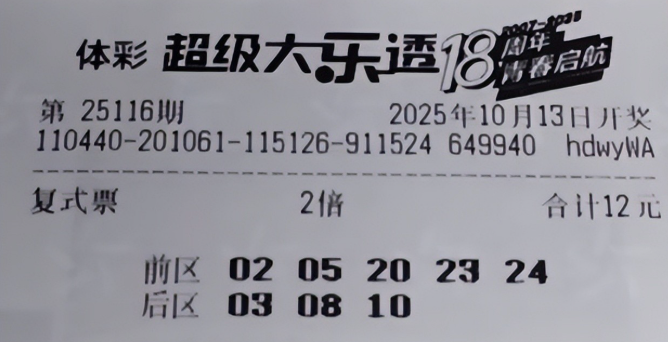 体彩 超级大乐透 18周年 2007-2025
青春启航
第 25116期 2025年10月13日开奖
110440-201061-115126-911524 649940 hdwyWA
复式票 2倍 合计12元
前区 02 05 20 23 24
后区 03 08 10